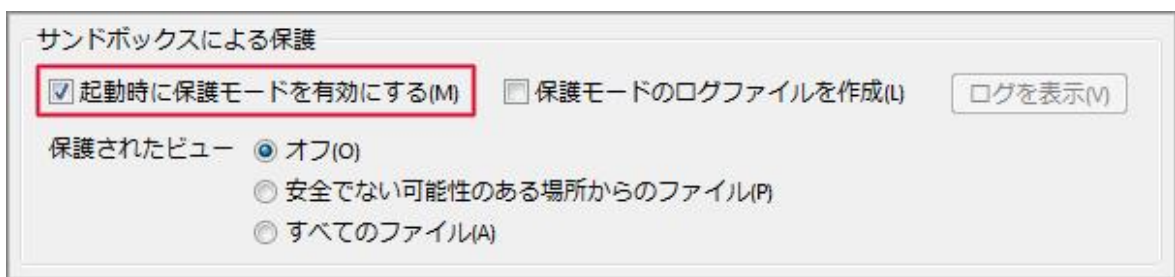 サンドボックスによる保護
起動時に保護モードを有効にする(M) 保護モードのログファイルを作成(L) ログを表示(V)
保護されたビュー オフ(O)
安全でない可能性のある場所からのファイル(P)
すべてのファイル(A)